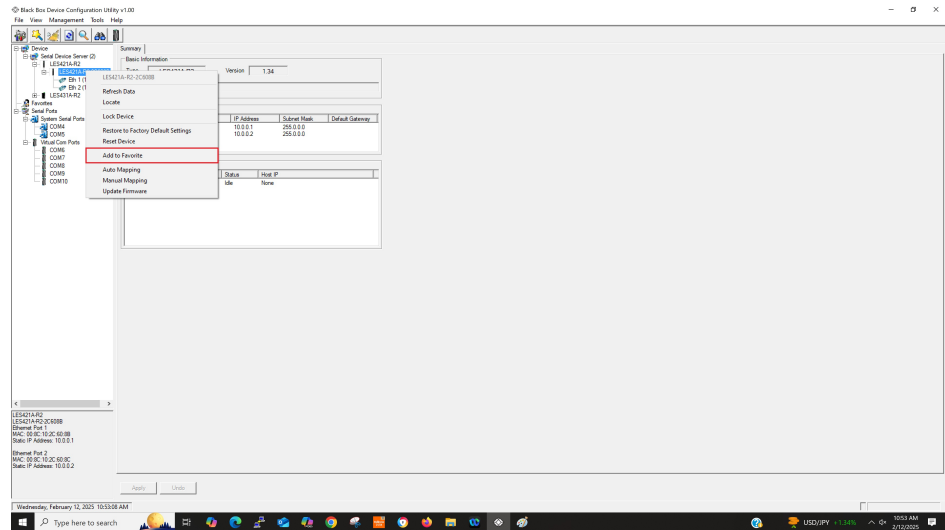 Black Box Device Configuration Utility v1.00
File View Management Tools Help
Device
Serial Device Server (2)
LES421A-R2
Eth 1 (1
Eth 2 (1
LES431A-R2
Favorites
Serial Ports
System Serial Ports
COM4
COM5
Virtual Com Ports
COM6
COM7
COM8
COM9
COM10
LES421A-R2-2C608B
Refresh Data
Locate
Lock Device
Restore to Factory Default Settings
Reset Device
Add to Favorite
Auto Mapping
Manual Mapping
Update Firmware
Summary
Basic Information
Version 1.34
IP Address Subnet Mask Default Gateway
10.0.0.1 255.0.0.0
10.0.0.2 255.0.0.0
Status Host IP
Idle None
LES421A-R2
LES421A-R2-2C608B
Ethernet Port 1
MAC: 00:8C:10:2C:60:8B
Static IP Address: 10.0.0.1
Ethernet Port 2
MAC: 00:8C:10:2C:60:8C
Static IP Address: 10.0.0.2
Apply Undo
Wednesday, February 12, 2025 10:53:08 AM
Type here to search
USD/JPY +1.34%
10:53 AM
2/12/2025